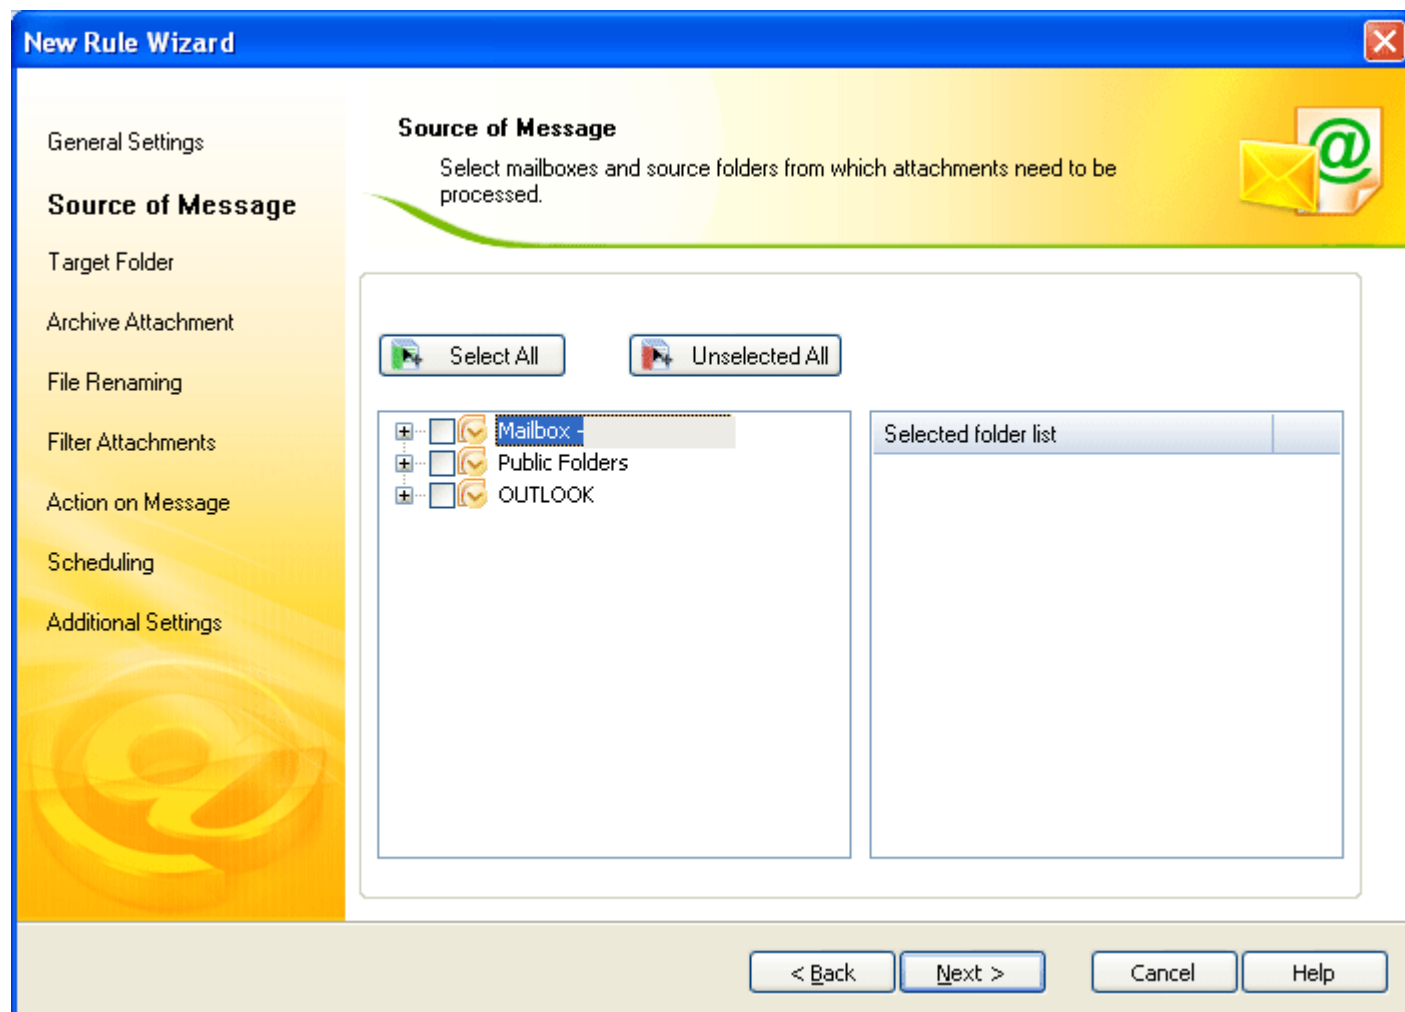 New Rule Wizard
General Settings
Source of Message
Target Folder
Archive Attachment
File Renaming
Filter Attachments
Action on Message
Scheduling
Additional Settings
Source of Message
Select mailboxes and source folders from which attachments need to be
processed.
Select All
Unselected All
Mailbox -
Public Folders
OUTLOOK
Selected folder list
< Back
Next >
Cancel
Help